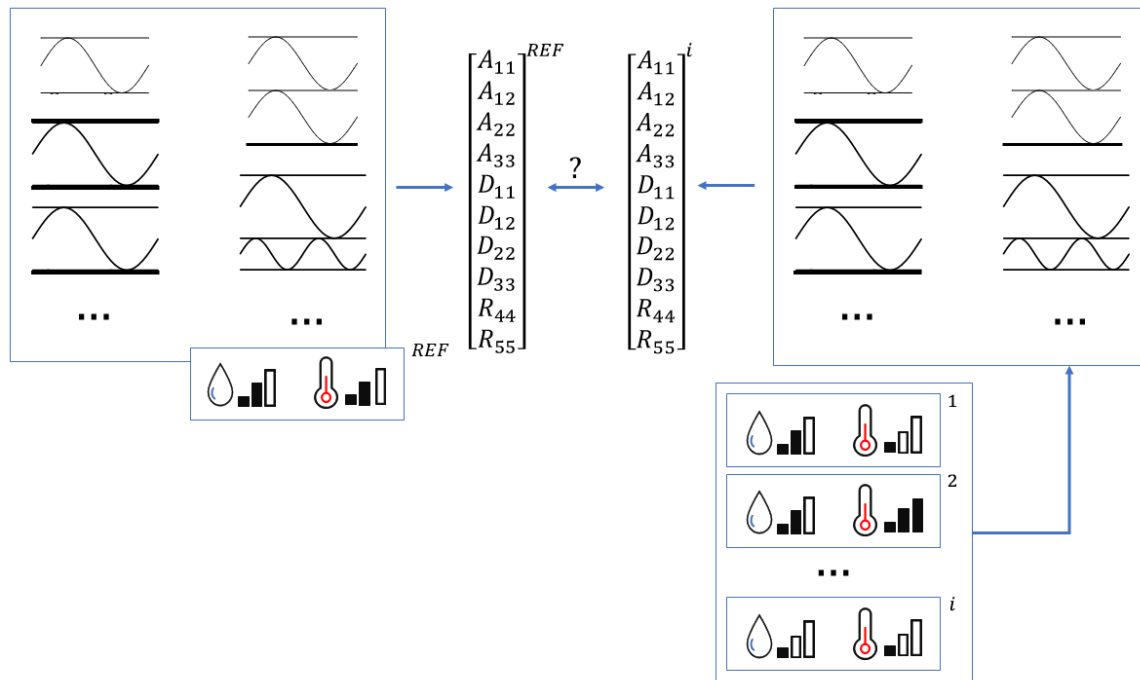 A₁₁
A₁₂
A₂₂
A₃₃
D₁₁
D₁₂
D₂₂
D₃₃
R₄₄
R₅₅
REF
?
A₁₁
A₁₂
A₂₂
A₃₃
D₁₁
D₁₂
D₂₂
D₃₃
R₄₄
R₅₅
i
...
...
...
...
REF
1
2
...
i